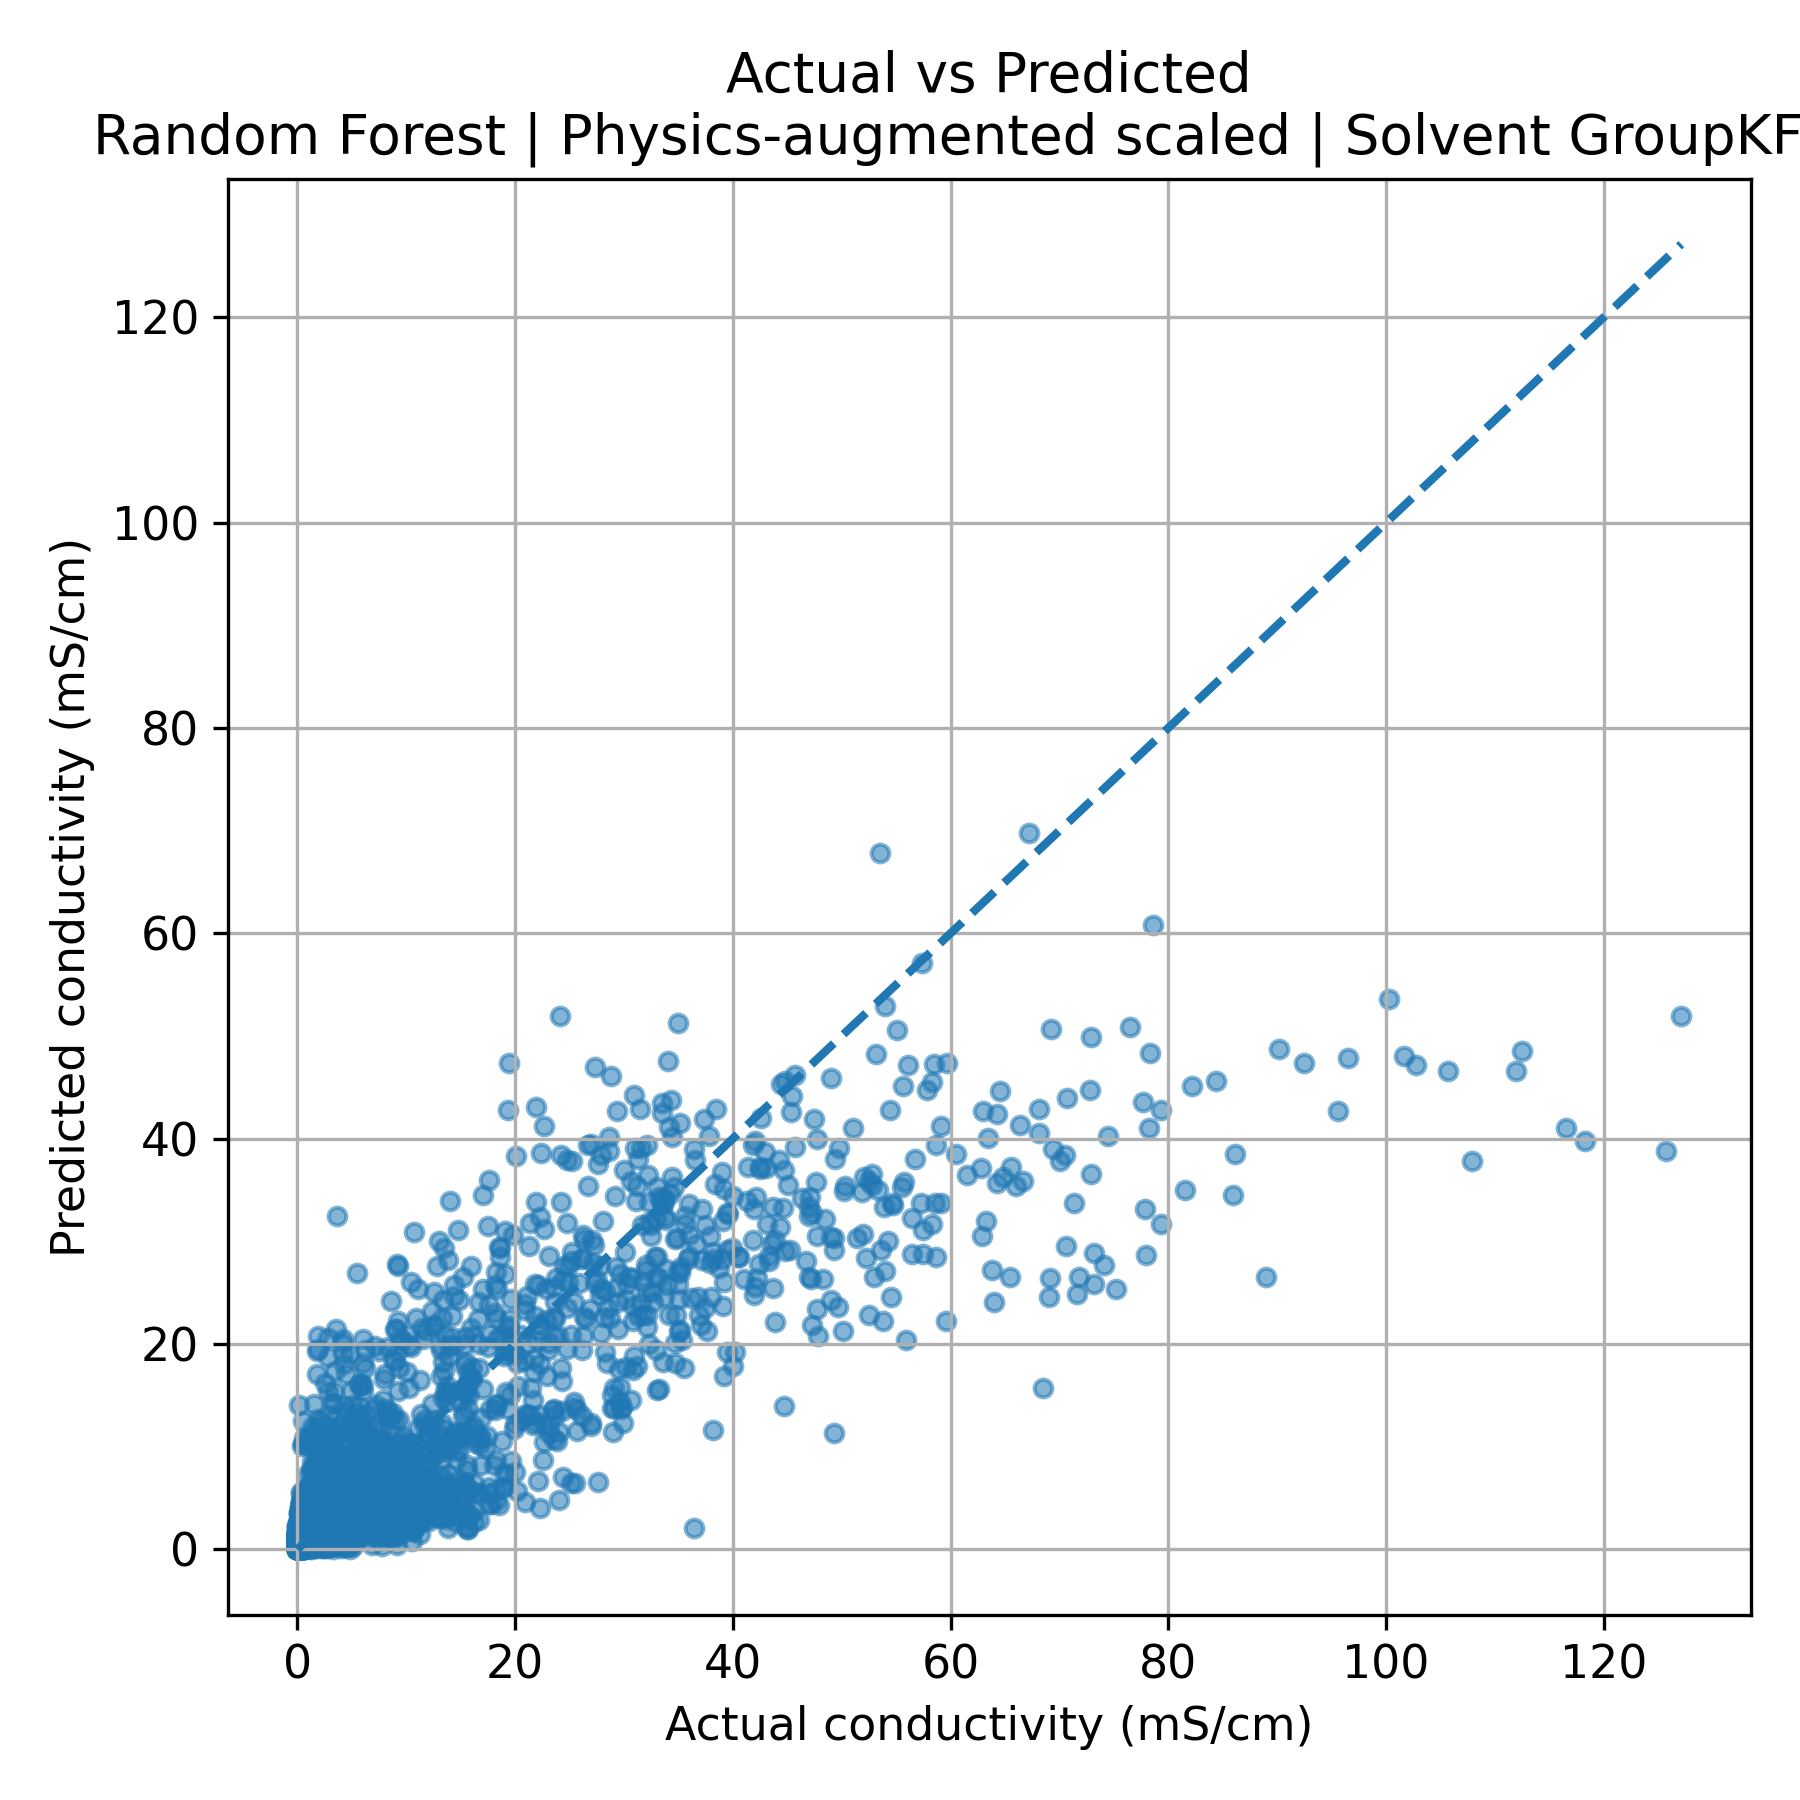 Actual vs Predicted
Random Forest | Physics-augmented scaled | Solvent GroupKF
Predicted conductivity (mS/cm)
120
100
80
60
40
20
0
0 20 40 60 80 100 120
Actual conductivity (mS/cm)